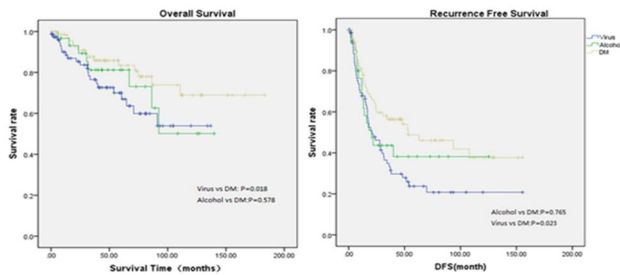 Overall Survival
1.0
0.8
0.6
0.4
0.2
0.0
Survival rate
Virus vs DM: P=0.018
Alcohol vs DM:P=0.578
.00 50.00 100.00 150.00 200.00
Survival Time (months)
Recurrence Free Survival
Virus
Alcohol
DM
1.0
0.8
0.6
0.4
0.2
0.0
Survival rate
Alcohol vs DM:P=0.765
Virus vs DM:P=0.023
.00 50.00 100.00 150.00 200.00
DFS(month)